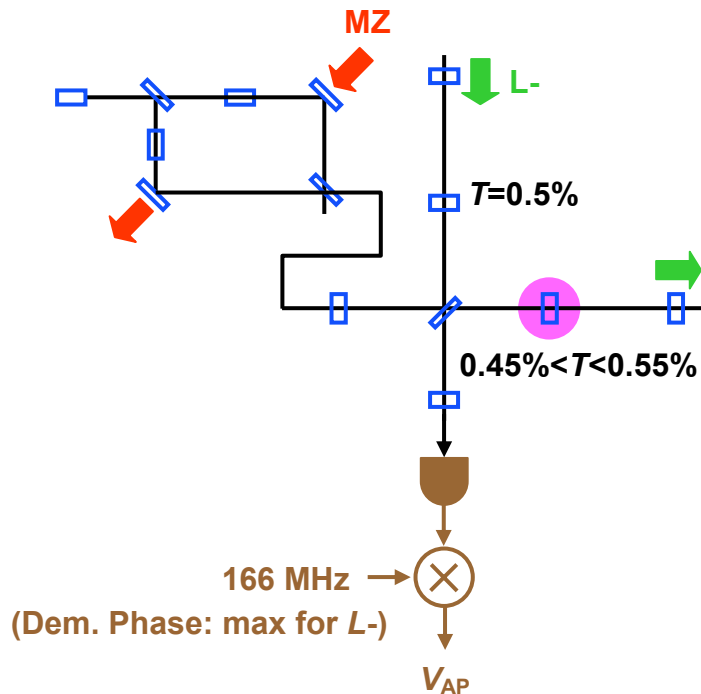 MZ
L-
T=0.5%
0.45%<T<0.55%
166 MHz
(Dem. Phase: max for L-)
VAP